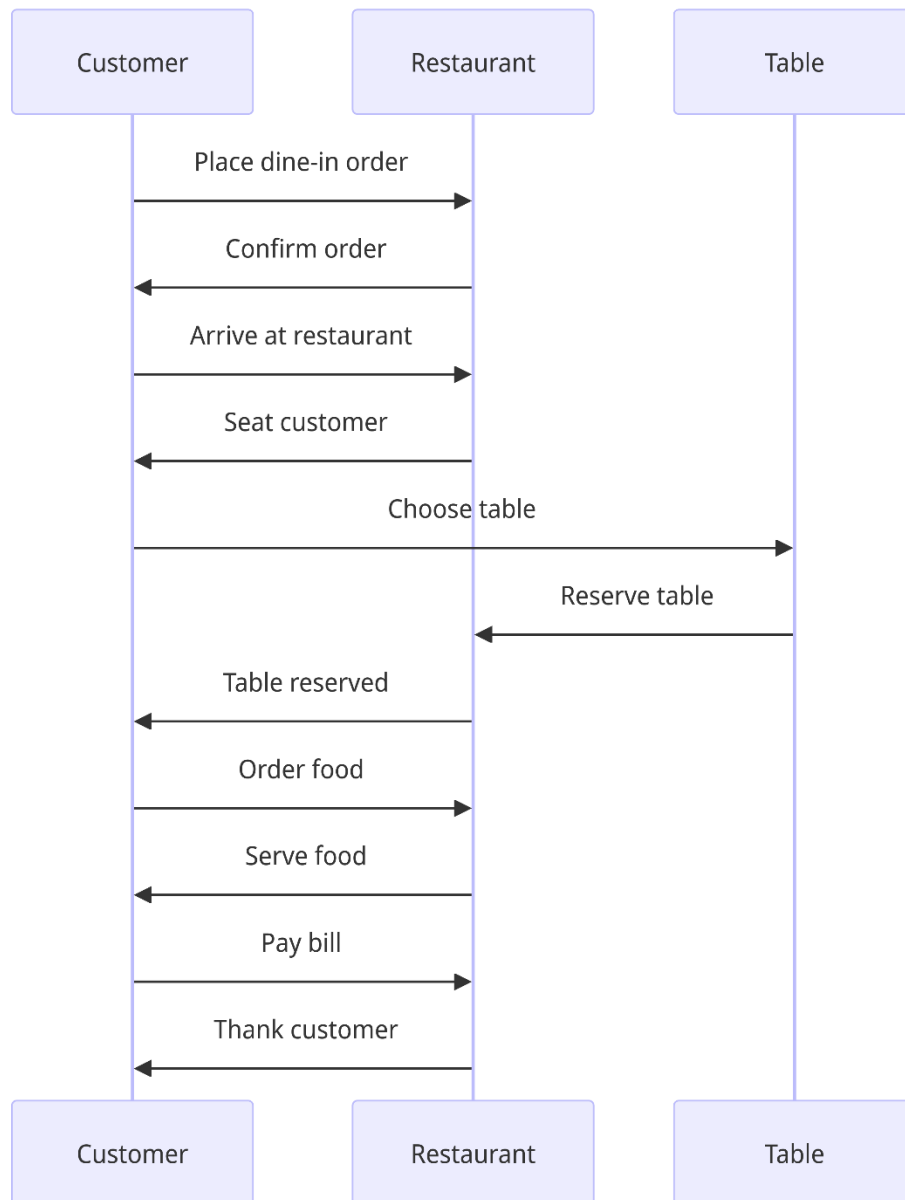 Customer
Restaurant
Table
Place dine-in order
Confirm order
Arrive at restaurant
Seat customer
Choose table
Reserve table
Table reserved
Order food
Serve food
Pay bill
Thank customer
Customer
Restaurant
Table